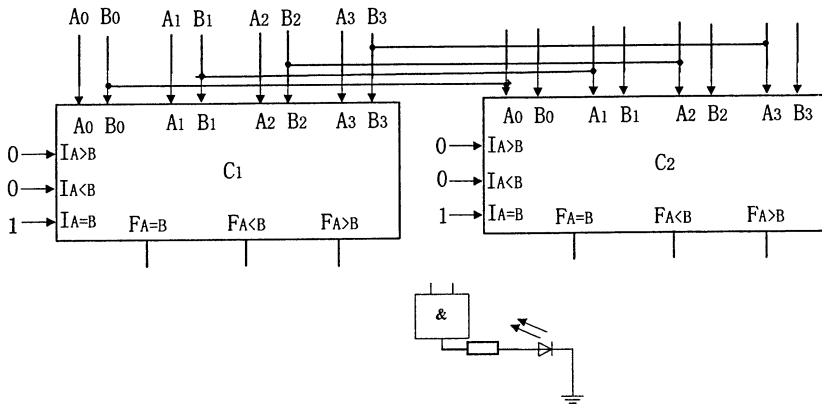 A0 B0 A1 B1 A2 B2 A3 B3
A0 B0 A1 B1 A2 B2 A3 B3
A0 B0 A1 B1 A2 B2 A3 B3
0 IA>B
C1
0 IA<B
1 IA=B FA=B FA<B FA>B
0 IA>B
C2
0 IA<B
1 IA=B FA=B FA<B FA>B
&